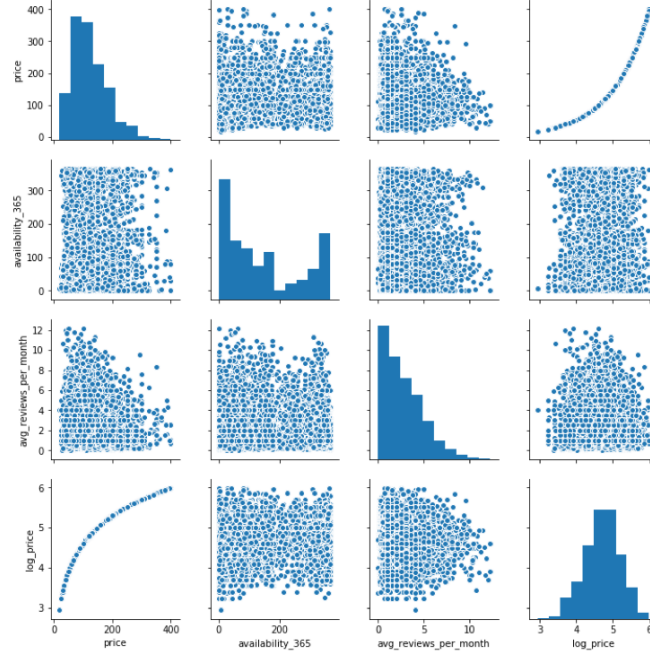 400
300
200
100
0
price
300
200
100
0
availability_365
12
10
8
6
4
2
0
avg_reviews_per_month
6
5
4
3
log_price
0 200 400
price
0 200
availability_365
0 5 10
avg_reviews_per_month
3 4 5 6
log_price